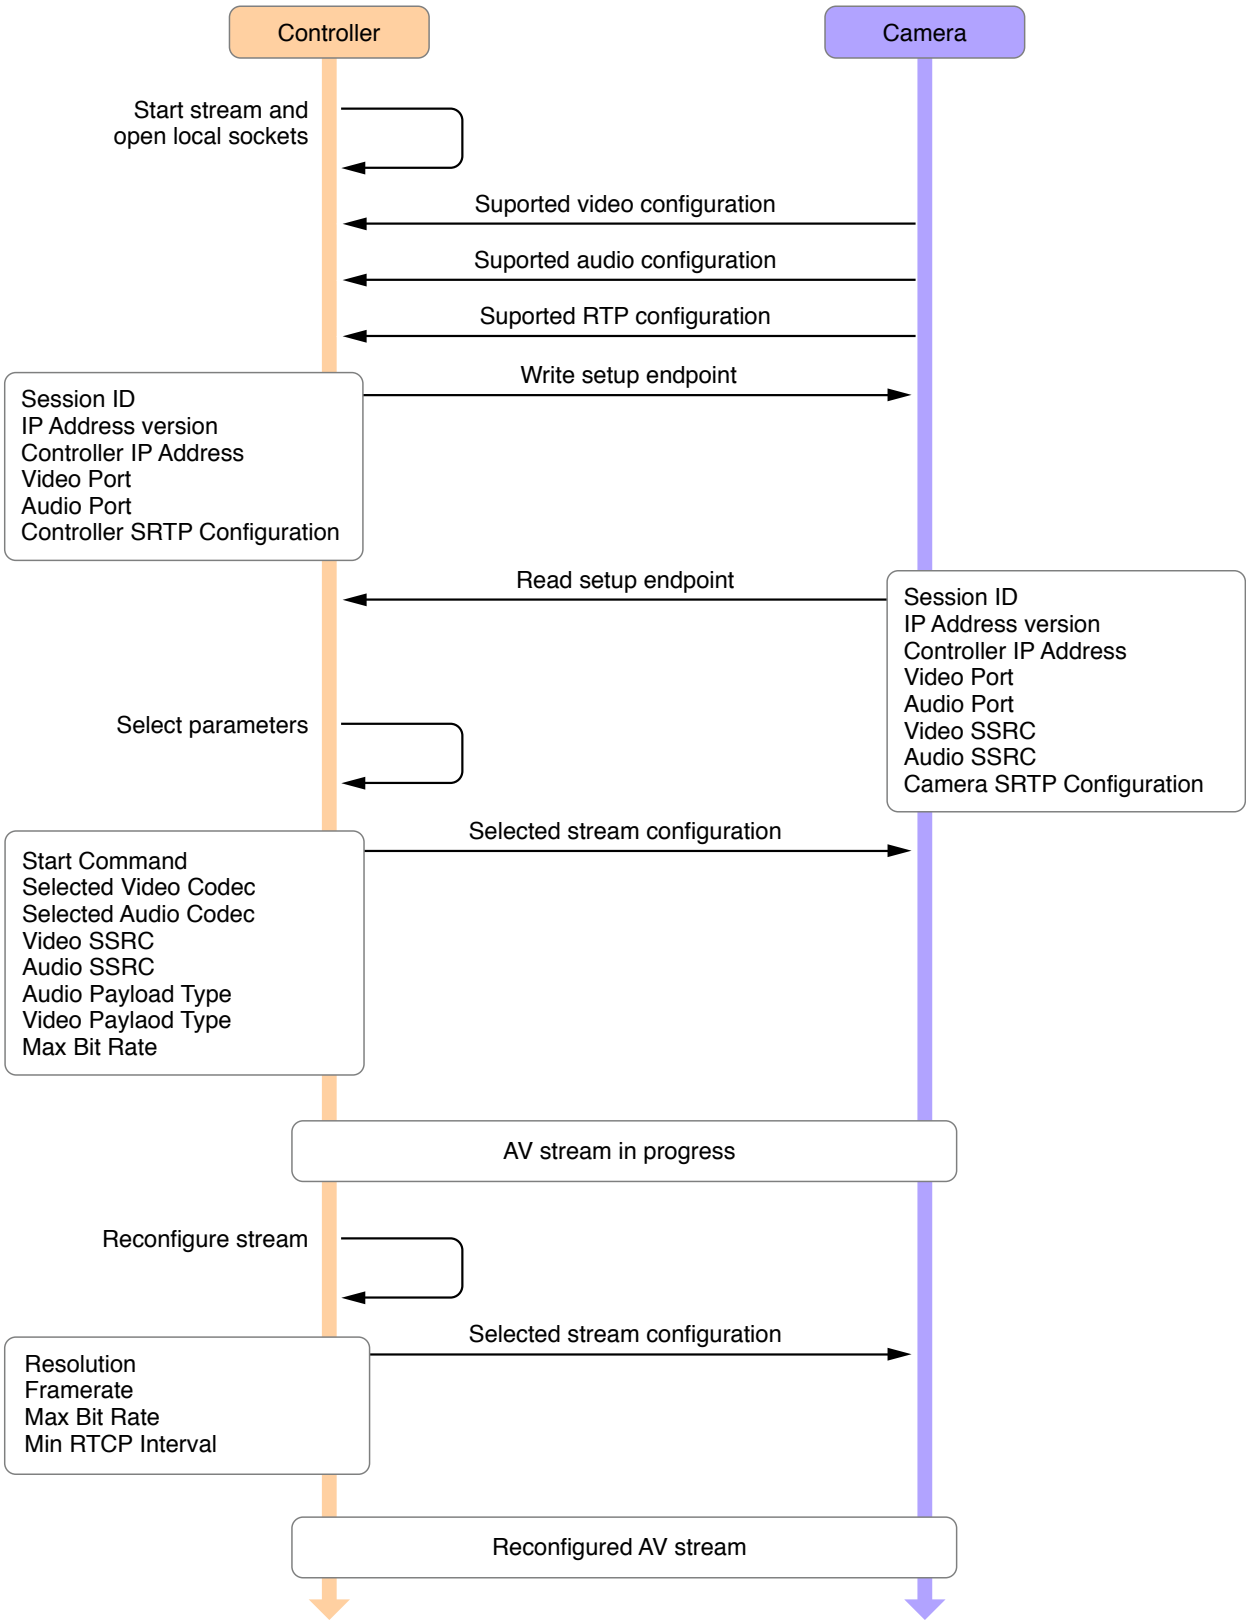 Controller
Camera
Start stream and
open local sockets
Suported video configuration
Suported audio configuration
Suported RTP configuration
Write setup endpoint
Session ID
IP Address version
Controller IP Address
Video Port
Audio Port
Controller SRTP Configuration
Read setup endpoint
Session ID
IP Address version
Controller IP Address
Video Port
Audio Port
Video SSRC
Audio SSRC
Camera SRTP Configuration
Select parameters
Selected stream configuration
Start Command
Selected Video Codec
Selected Audio Codec
Video SSRC
Audio SSRC
Audio Payload Type
Video Paylaod Type
Max Bit Rate
AV stream in progress
Reconfigure stream
Selected stream configuration
Resolution
Framerate
Max Bit Rate
Min RTCP Interval
Reconfigured AV stream